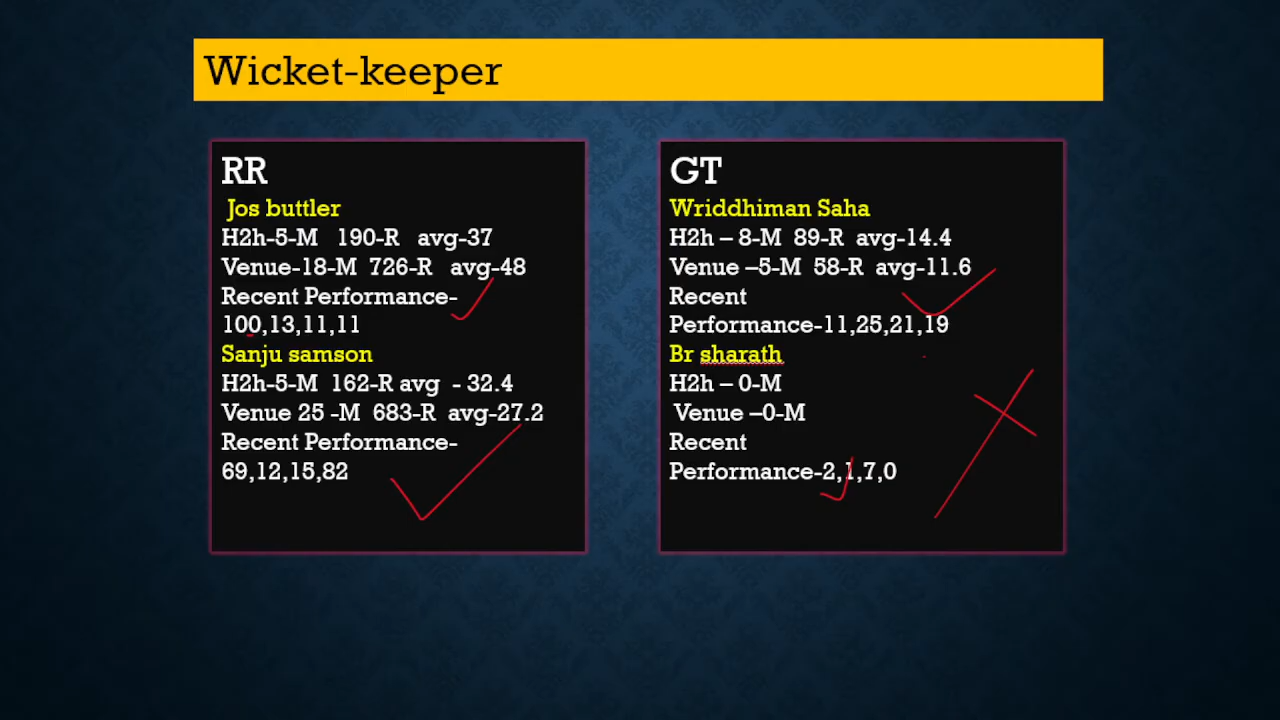 Wicket-keeper
RR
Jos buttler
H2h-5-M 190-R avg-37
Venue-18-M 726-R avg-48
Recent Performance-
100,13,11,11
Sanju samson
H2h-5-M 162-R avg - 32.4
Venue 25 -M 683-R avg-27.2
Recent Performance-
69,12,15,82
GT
Wriddhiman Saha
H2h – 8-M 89-R avg-14.4
Venue –5-M 58-R avg-11.6
Recent
Performance-11,25,21,19
Br sharath
H2h – 0-M
Venue –0-M
Recent
Performance-2,1,7,0